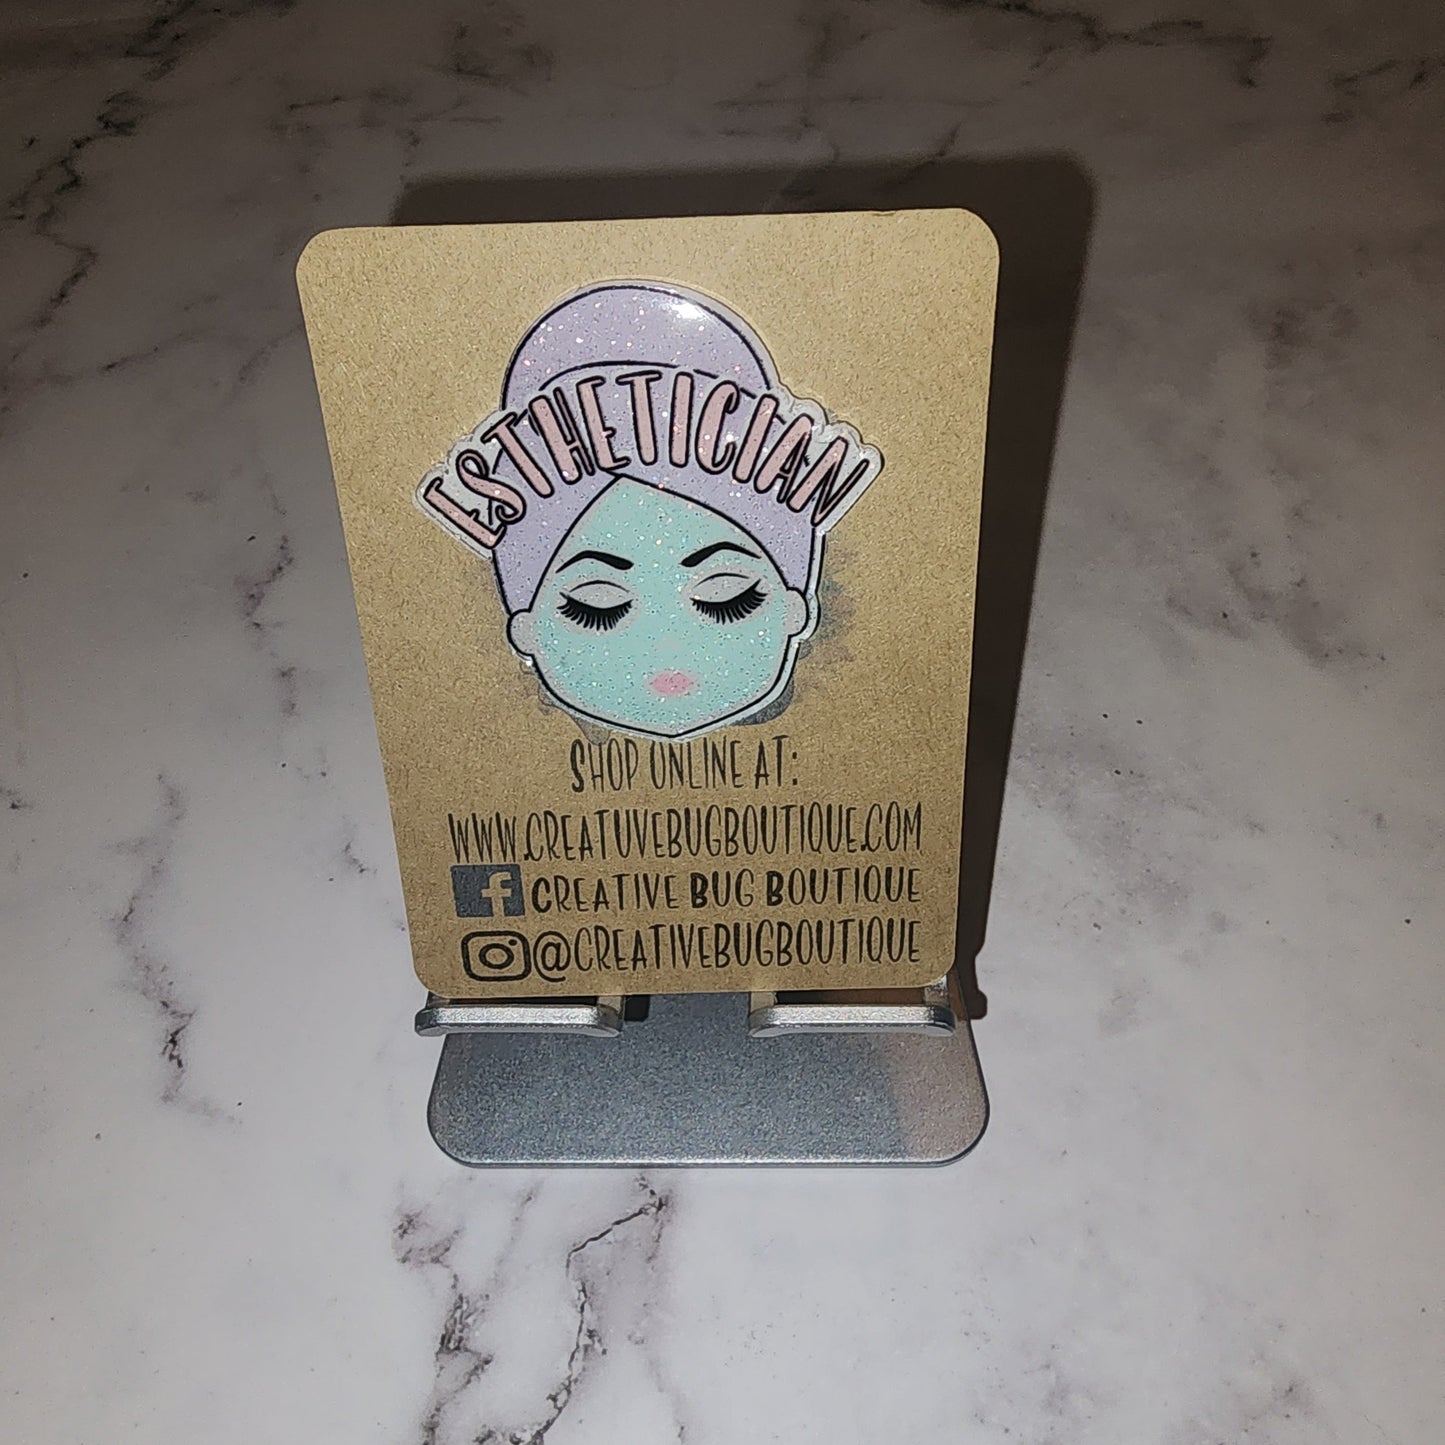 ESTHETICIAN
SHOP ONLINE AT:
WWW.CREATUVEBUGBOUTIQUE.COM
CREATIVE BUG BOUTIQUE
@CREATIVEBUGBOUTIQUE